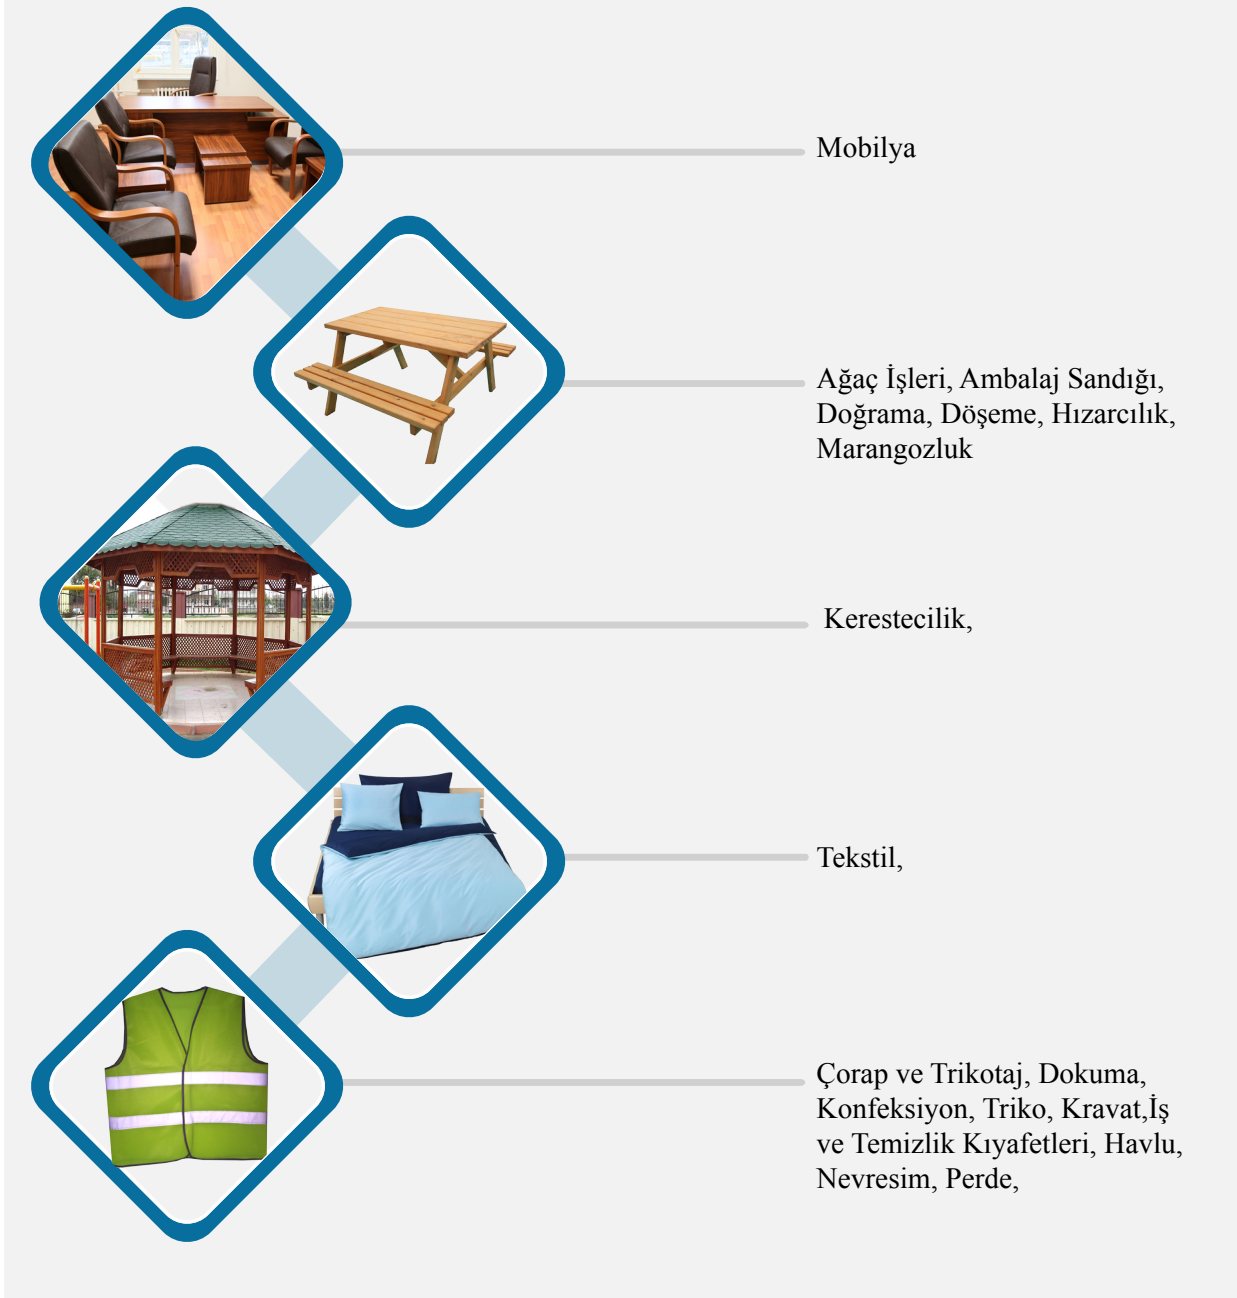 Mobilya
Ağaç İşleri, Ambalaj Sandığı,
Doğrama, Döşeme, Hızarcılık,
Marangozluk
Kerestecilik,
Tekstil,
Çorap ve Trikotaj, Dokuma,
Konfeksiyon, Triko, Kravat,İş
ve Temizlik Kıyafetleri, Havlu,
Nevresim, Perde,